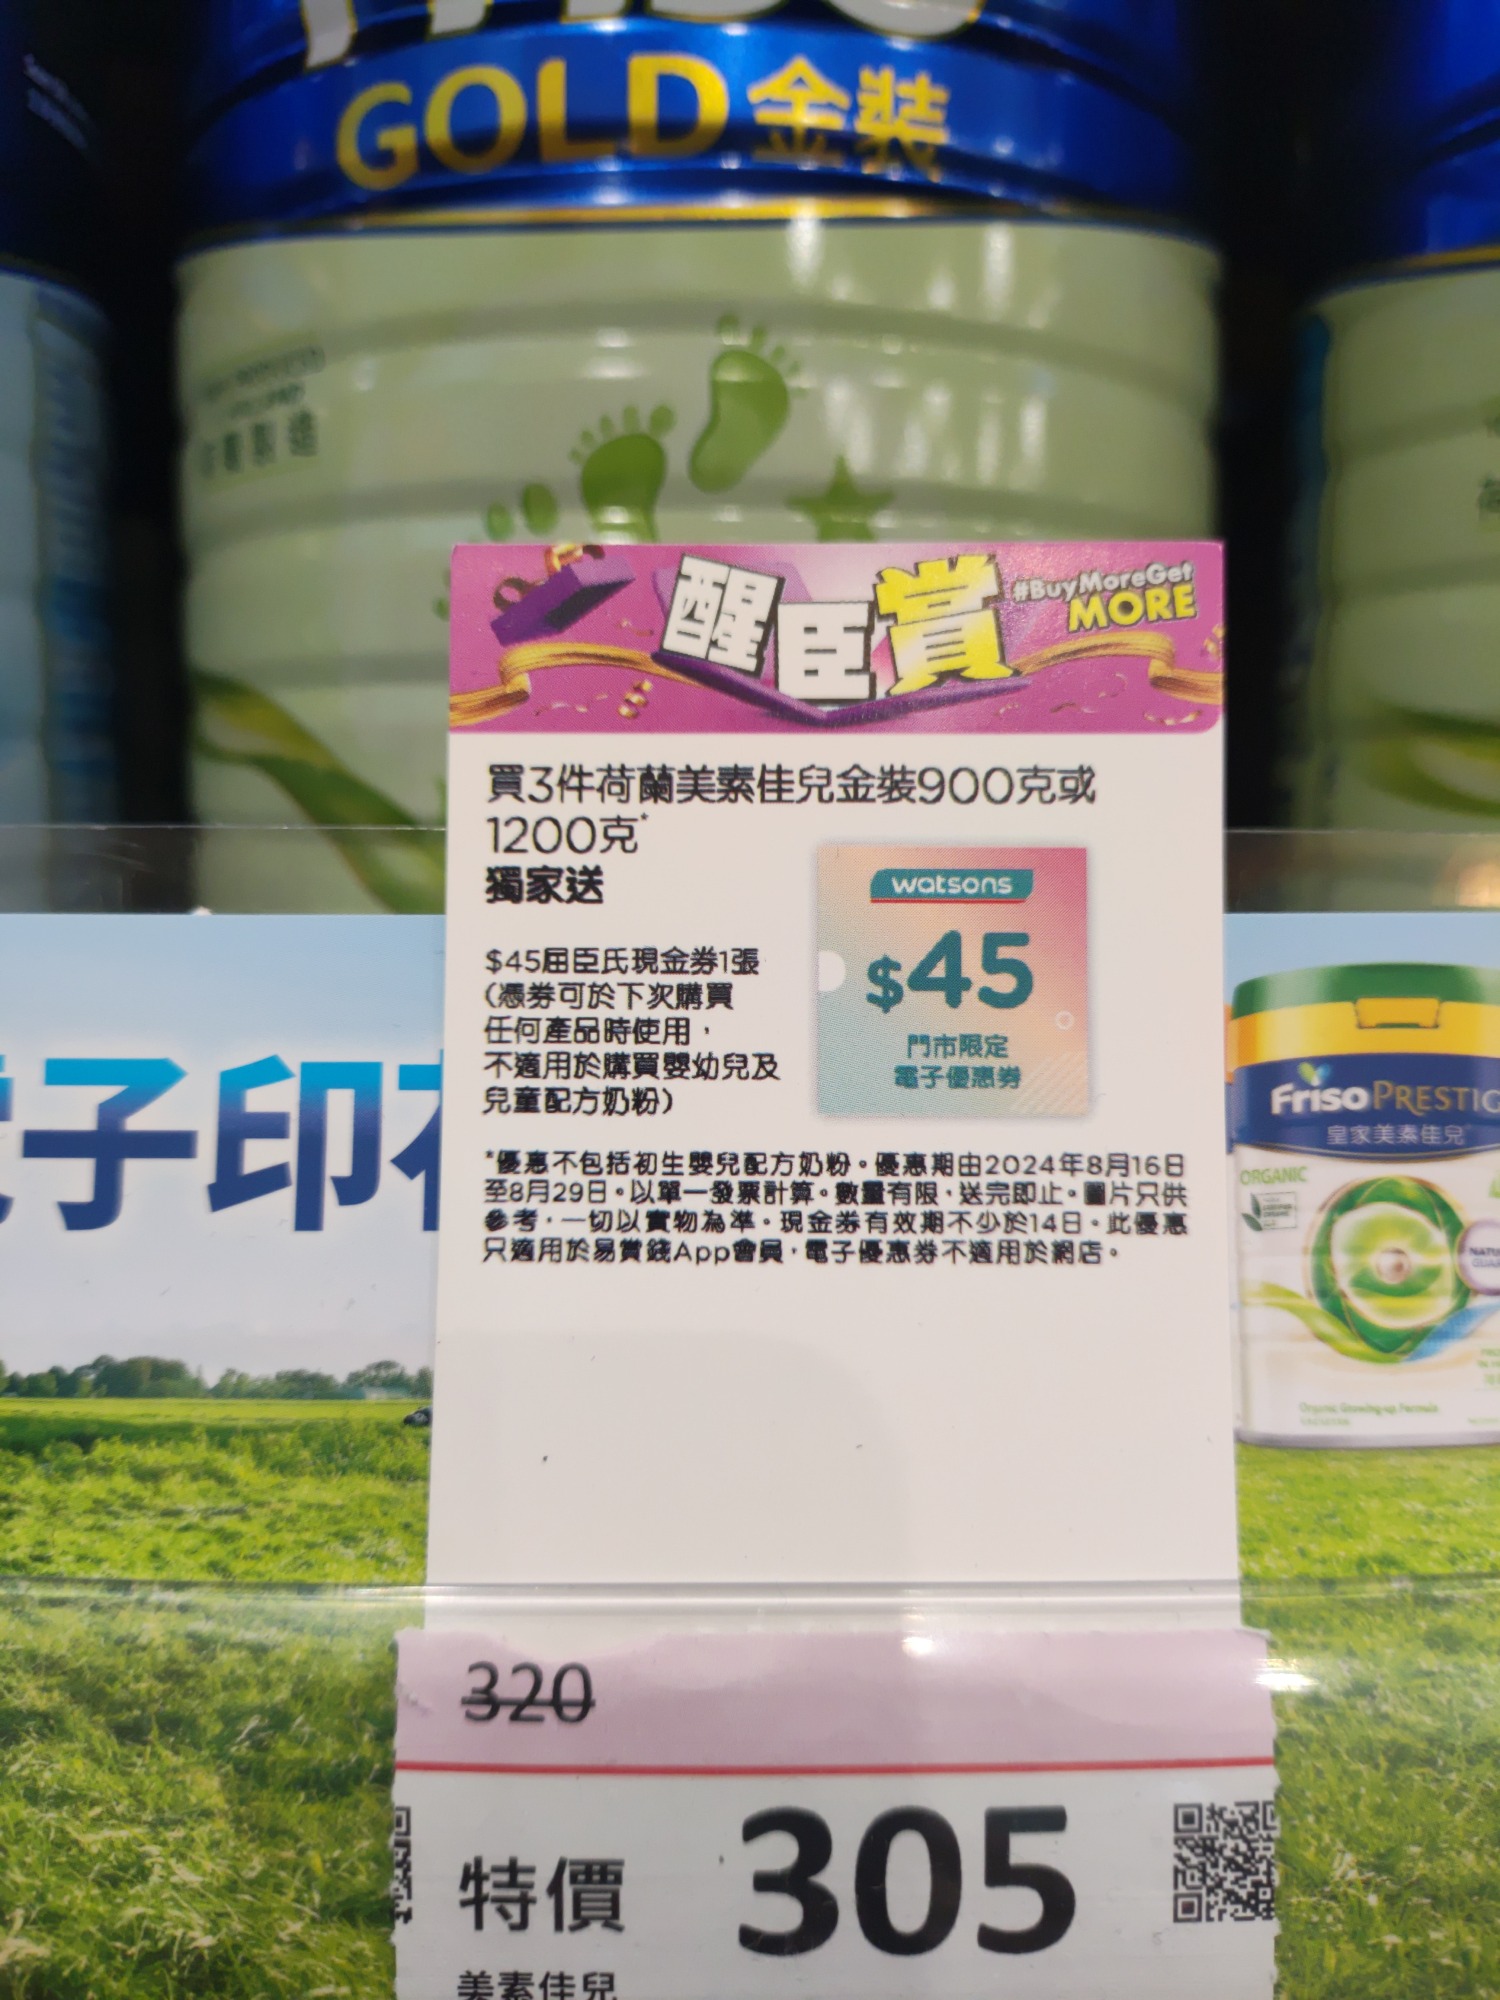 GOLD金裝
醒臣賞
#BuyMoreGet
MORE
買3件荷蘭美素佳兒金裝900克或
1200克*
獨家送
$45屈臣氏現金券1張
(憑券可於下次購買
任何產品時使用，
不適用於購買嬰幼兒及
兒童配方奶粉)
watsons
$45
門市限定
電子優惠券
*優惠不包括初生嬰兒配方奶粉。優惠期由2024年8月16日
至8月29日。以單一發票計算。數量有限，送完即止。圖片只供
參考，一切以實物為準。現金券有效期不少於14日。此優惠
只適用於易賞錢App會員，電子優惠券不適用於網店。
子印
Friso PRESTIG
皇家美素佳兒
ORGANIC
Organic Growing-up Formula
320
特價 305
美素佳兒